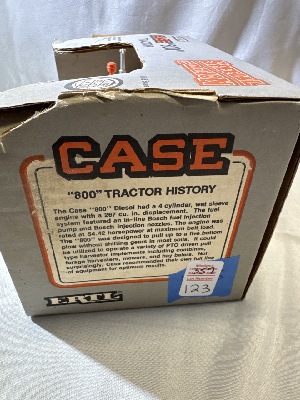 CASE
"800" TRACTOR HISTORY
The Case "800" Diesel had a 4 cylinder, wet sleeve
engine with a 267 cu. in. displacement. The fuel
system featured an in-line Bosch fuel injection
pump and Bosch injection nozzles. The engine was
rated at 54.42 horsepower at maximum belt load.
The "800" was designed to pull up to a five bottom
plow without shifting gears in most soils. It could
be utilized to operate a variety of PTO driven pull
type harvester implements including combines,
forage harvesters, mowers, and hay balers. Not
surprisingly, Case recommended their own full line
of equipment for optimum results.
ERTL
357
123